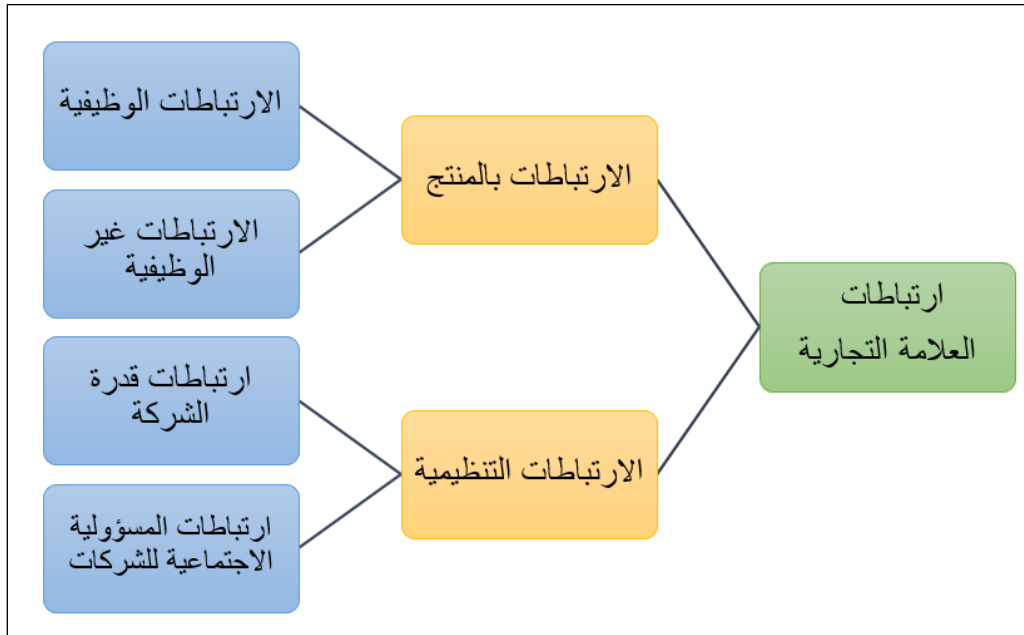 ارتباطات
العلامة التجارية
الارتباطات بالمنتج
الارتباطات الوظيفية
الارتباطات غير
الوظيفية
الارتباطات التنظيمية
ارتباطات قدرة
الشركة
ارتباطات المسؤولية
الاجتماعية للشركات